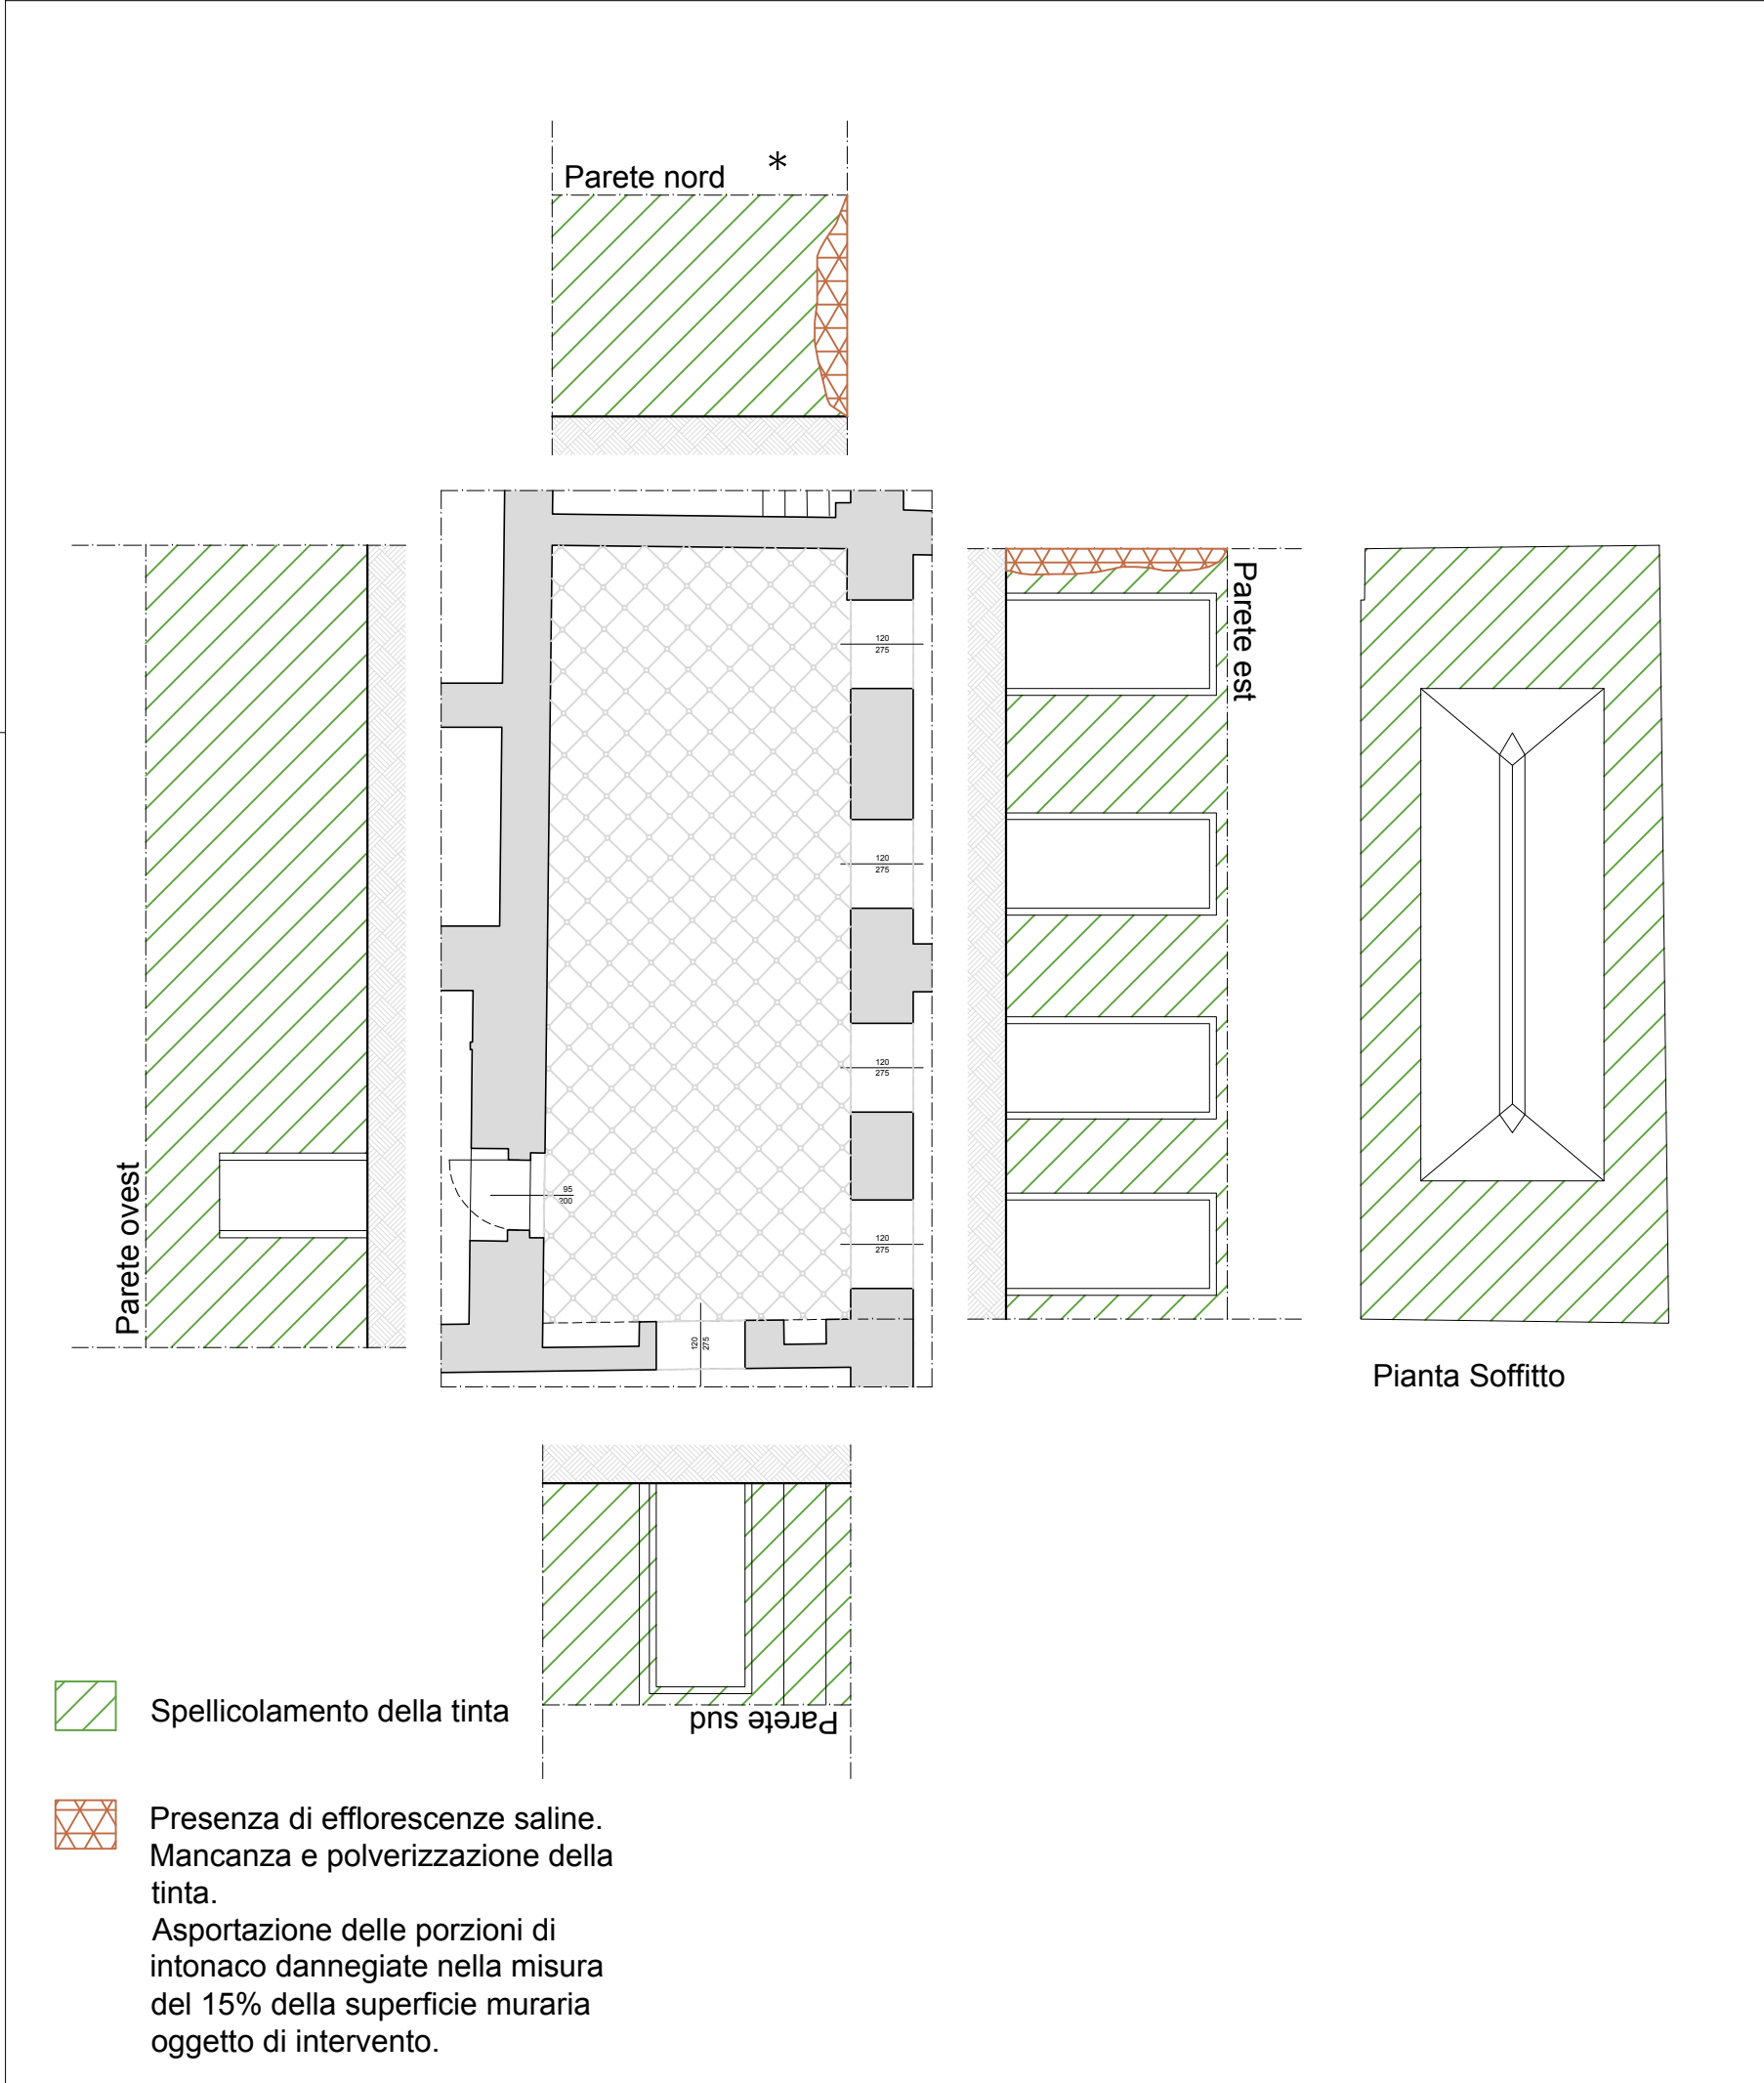 Parete nord *
120
275
Parete est
120
275
120
275
Parete ovest
95
200
120
275
120
275
Pianta Soffitto
Parete sud
Spellicolamento della tinta
Presenza di efflorescenze saline.
Mancanza e polverizzazione della
tinta.
Asportazione delle porzioni di
intonaco dannegiate nella misura
del 15% della superficie muraria
oggetto di intervento.